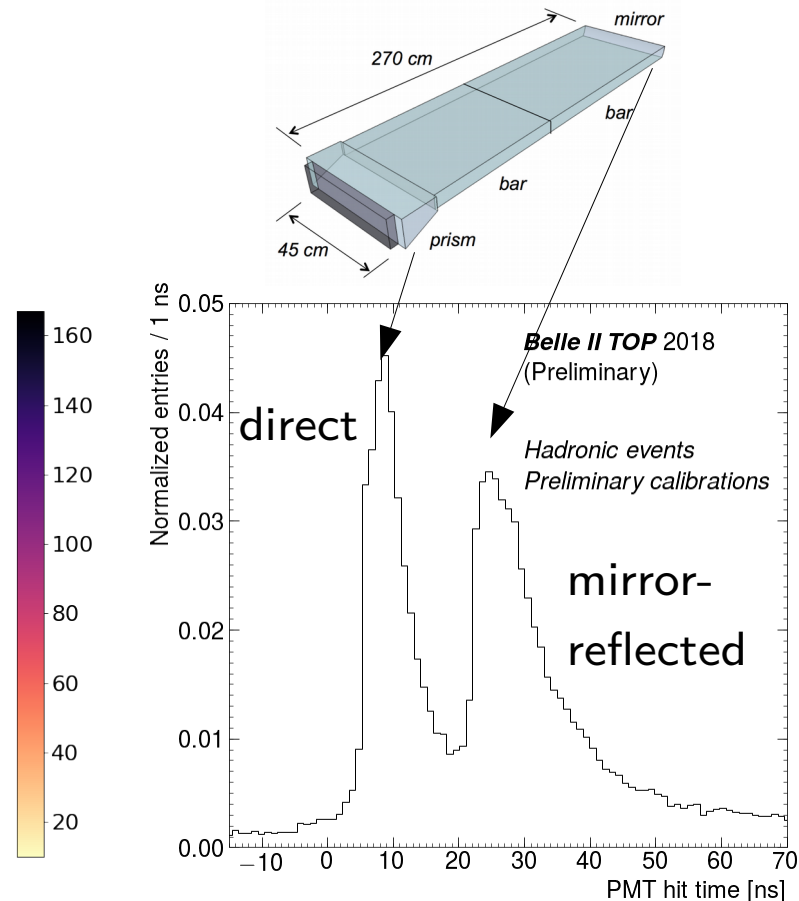 mirror
270 cm
bar
bar
prism
45 cm
Normalized entries / 1 ns
0.05
0.04
0.03
0.02
0.01
0.00
Belle II TOP 2018
(Preliminary)
Hadronic events
Preliminary calibrations
direct
mirror-
reflected
160
140
120
100
80
60
40
20
−10 0 10 20 30 40 50 60 70
PMT hit time [ns]